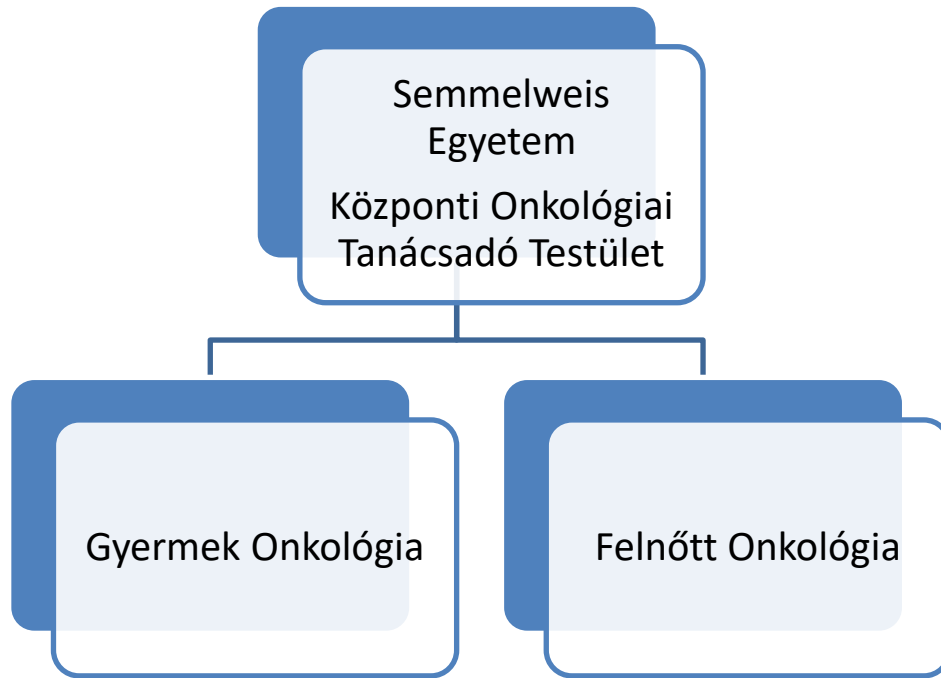 Semmelweis
Egyetem
Központi Onkológiai
Tanácsadó Testület
Gyermek Onkológia
Felnőtt Onkológia